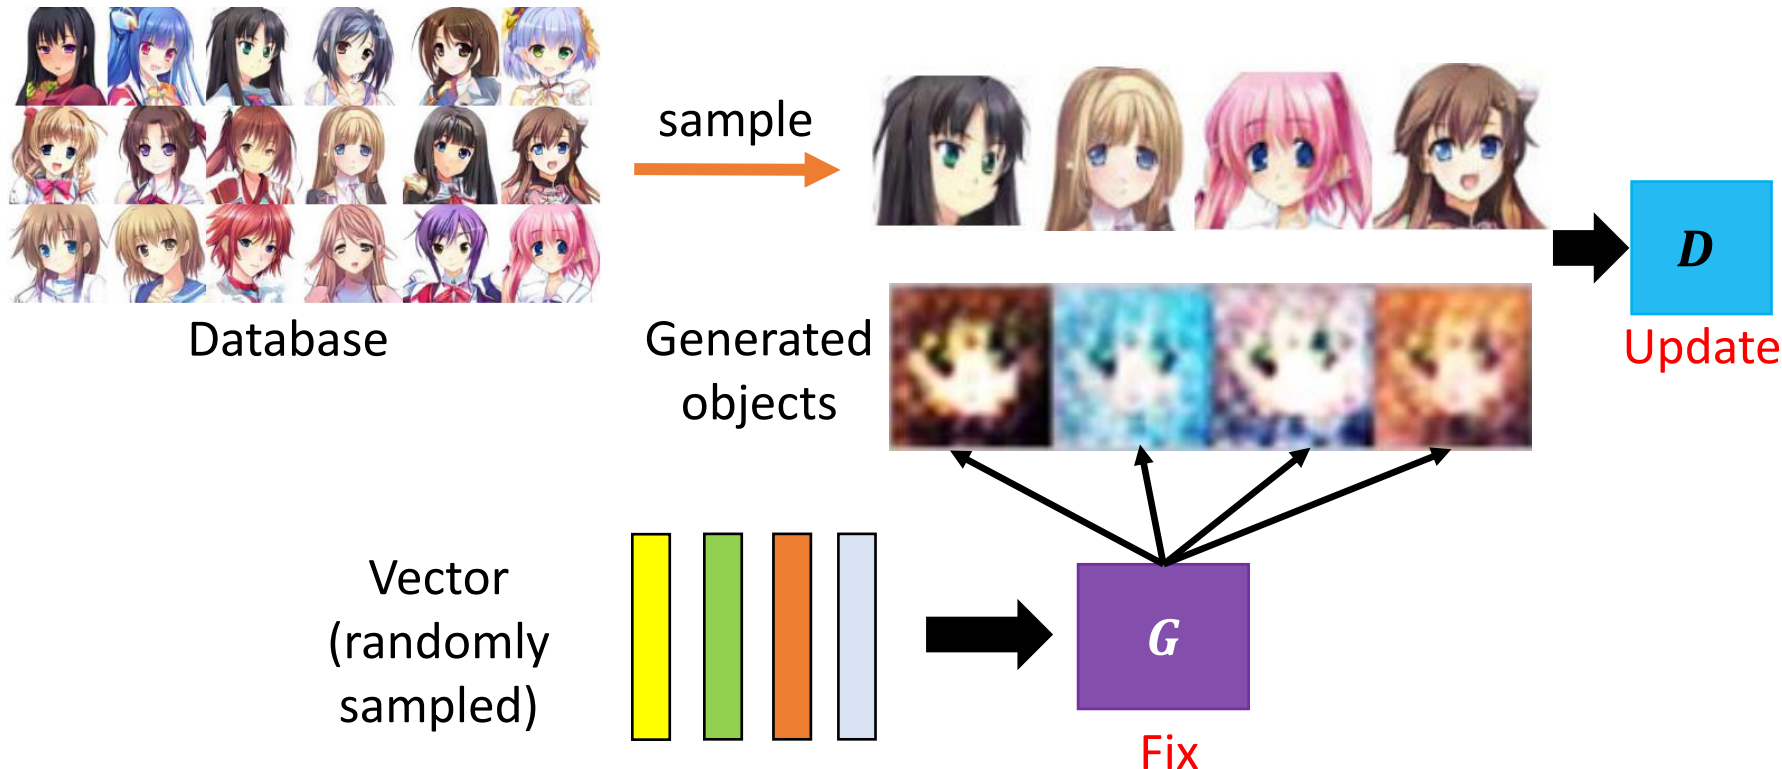 sample
D
Update
Database
Generated
objects
Vector
(randomly
sampled)
G
Fix